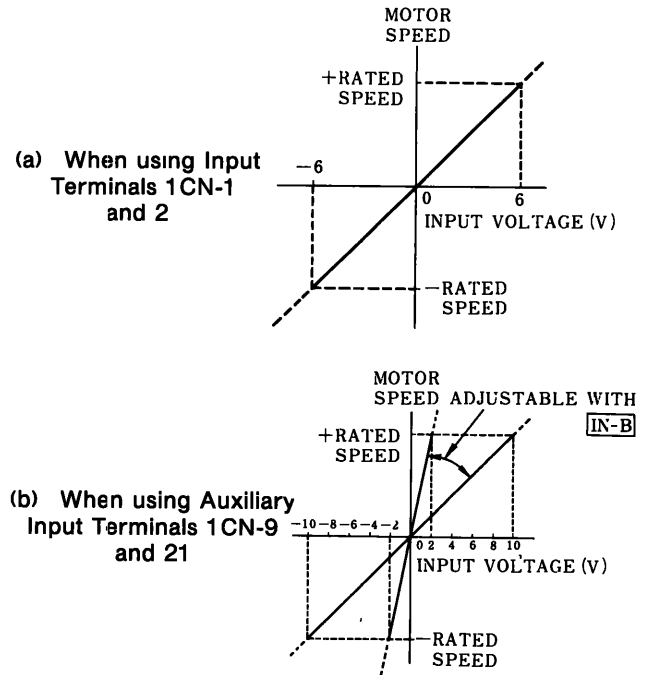 MOTOR
SPEED
+RATED
SPEED
(a) When using Input
Terminals 1CN-1
and 2
-6
0
6
INPUT VOLTAGE (V)
-RATED
SPEED
MOTOR
SPEED ADJUSTABLE WITH
IN-B
+RATED
SPEED
(b) When using Auxiliary
Input Terminals 1CN-9
and 21
-10 -8 -6 -4 -2
0 2 4 6 8 10
INPUT VOLTAGE (V)
-RATED
SPEED